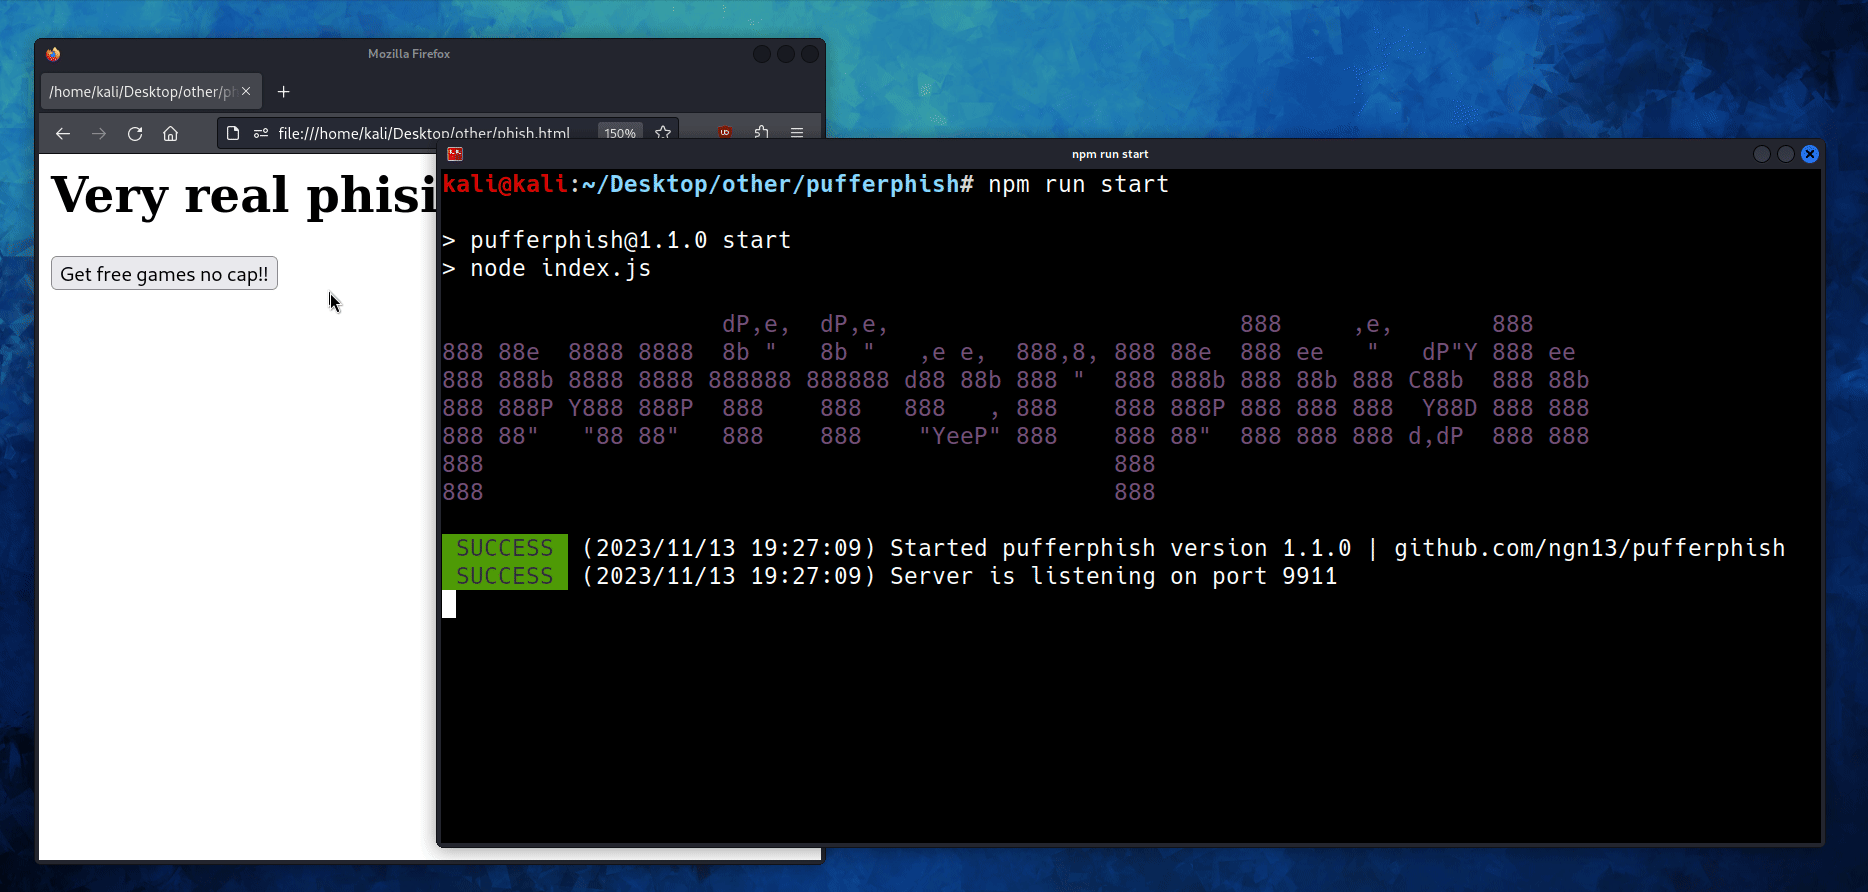 Mozilla Firefox
/home/kali/Desktop/other/ph
file:///home/kali/Desktop/other/phish.html 150%
Very real phisi
Get free games no cap!!
npm run start
kali@kali:~/Desktop/other/pufferphish# npm run start
> pufferphish@1.1.0 start
> node index.js
                    dP,e,  dP,e,                         888     ,e,       888
888 88e  8888 8888  8b "   8b "   ,e e,  888,8, 888 88e  888 ee   "   dP"Y 888 ee
888 888b 8888 8888 888888 888888 d88 88b 888 "  888 888b 888 88b 888 C88b  888 88b
888 888P Y888 888P  888    888   888   , 888    888 888P 888 888 888  Y88D 888 888
888 88"   "88 88"   888    888    "YeeP" 888    888 88"  888 888 888 d,dP  888 888
888                                             888
888                                             888
SUCCESS (2023/11/13 19:27:09) Started pufferphish version 1.1.0 | github.com/ngn13/pufferphish
SUCCESS (2023/11/13 19:27:09) Server is listening on port 9911